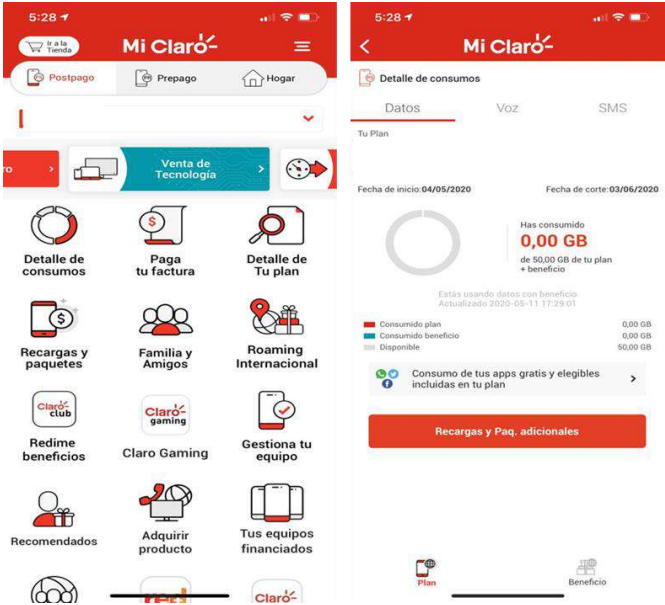 5:28
Ir a la
Tienda
Mi Claro
Postpago
Prepago
Hogar
ro
Venta de
Tecnología
Detalle de
consumos
Paga
tu factura
Detalle de
Tu plan
Recargas y
paquetes
Familia y
Amigos
Roaming
Internacional
Claro
club
Redime
beneficios
Claro
gaming
Claro Gaming
Gestiona tu
equipo
Recomendados
Adquirir
producto
Tus equipos
financiados
Claro
5:28
Mi Claro
Detalle de consumos
Datos Voz SMS
Tu Plan
Fecha de inicio:04/05/2020 Fecha de corte:03/06/2020
Has consumido
0,00 GB
de 50,00 GB de tu plan
+ beneficio
Estás usando datos con beneficio
Actualizado 2020-05-11 17:29:01
Consumido plan 0,00 GB
Consumido beneficio 0,00 GB
Disponible 50,00 GB
Consumo de tus apps gratis y elegibles
incluidas en tu plan
Recargas y Paq. adicionales
Plan
Beneficio